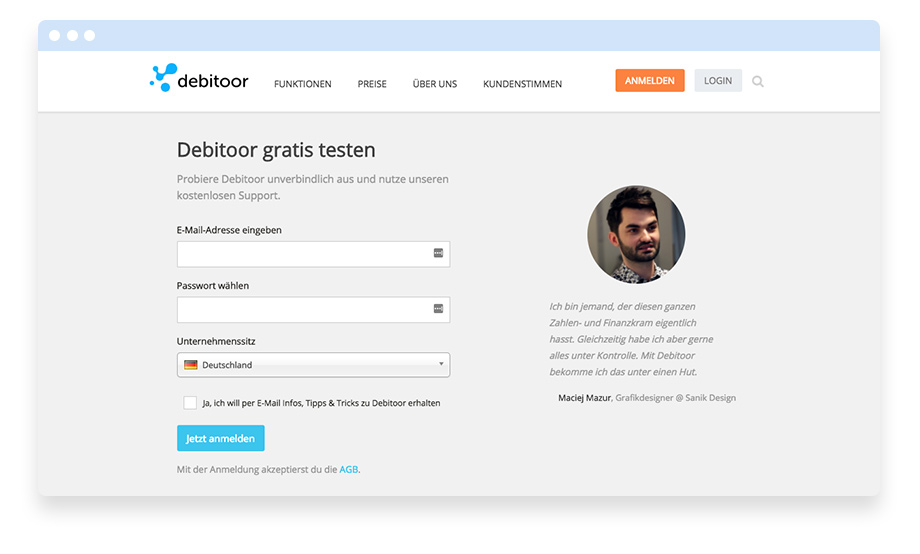 debitoor
FUNKTIONEN
PREISE
ÜBER UNS
KUNDENSTIMMEN
ANMELDEN
LOGIN
Debitoor gratis testen
Probiere Debitoor unverbindlich aus und nutze unseren
kostenlosen Support.
E-Mail-Adresse eingeben
Passwort wählen
Unternehmenssitz
Deutschland
Ja, ich will per E-Mail Infos, Tipps & Tricks zu Debitoor erhalten
Jetzt anmelden
Mit der Anmeldung akzeptierst du die AGB.
Ich bin jemand, der diesen ganzen
Zahlen- und Finanzkram eigentlich
hasst. Gleichzeitig habe ich aber gerne
alles unter Kontrolle. Mit Debitoor
bekomme ich das unter einen Hut.
Maciej Mazur, Grafikdesigner @ Sanik Design